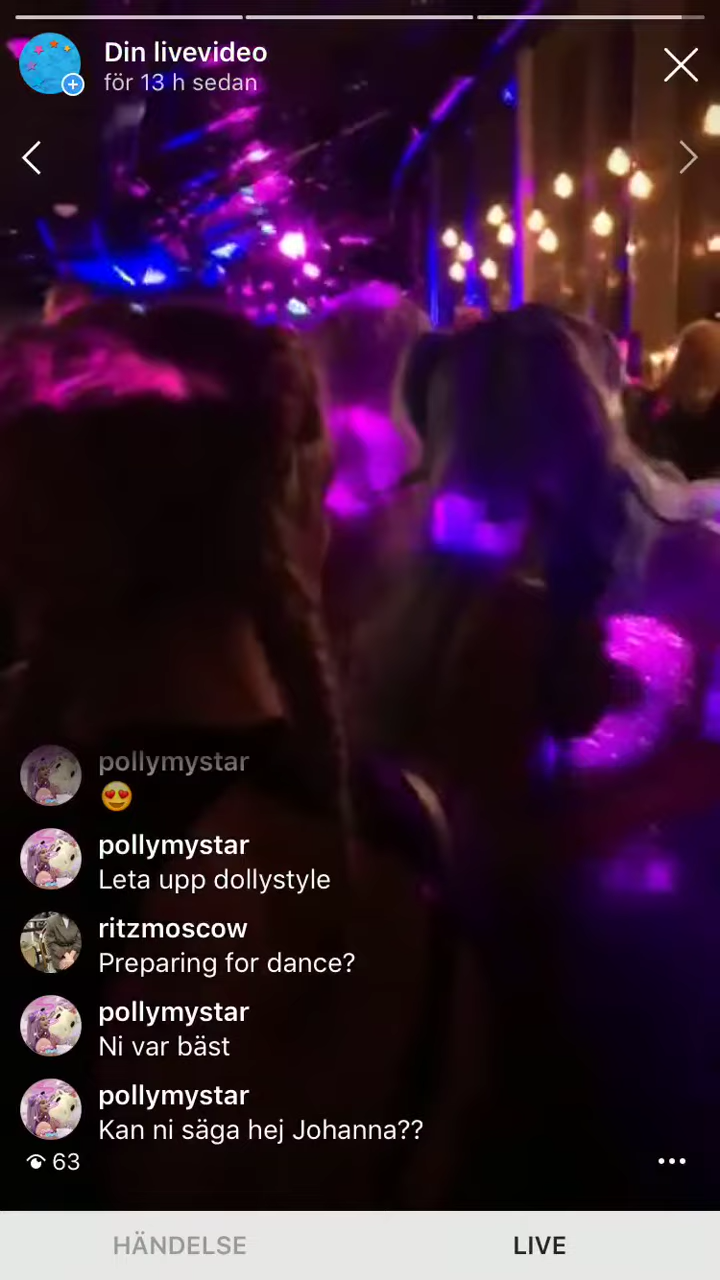 Din livevideo
för 13 h sedan
pollymystar
😍
pollymystar
Leta upp dollystyle
ritzmoscow
Preparing for dance?
pollymystar
Ni var bäst
pollymystar
Kan ni säga hej Johanna??
63
HÄNDELSE
LIVE